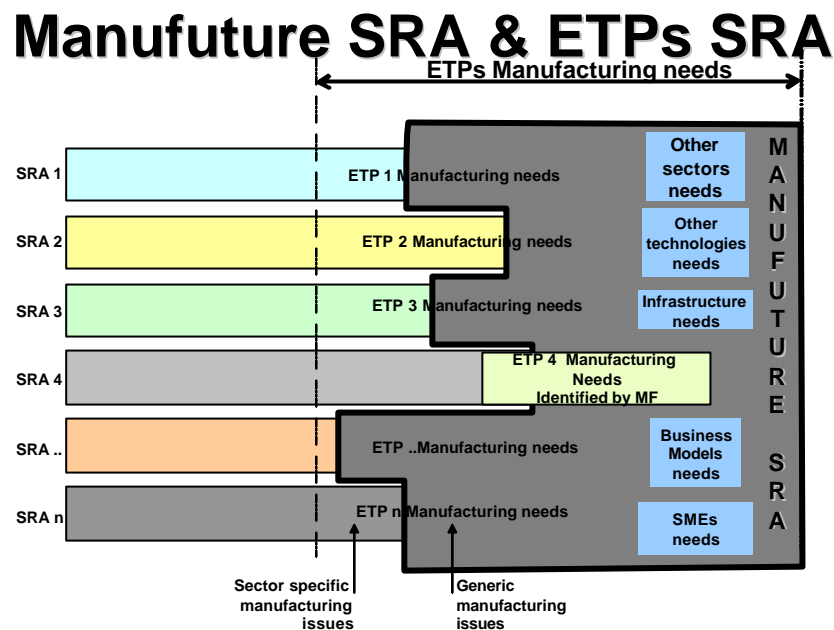 Manufuture SRA & ETPs SRA
ETPs Manufacturing needs
SRA 1
ETP 1 Manufacturing needs
Other
sectors
needs
SRA 2
ETP 2 Manufacturing needs
Other
technologies
needs
SRA 3
ETP 3 Manufacturing needs
Infrastructure
needs
SRA 4
ETP 4 Manufacturing
Needs
Identified by MF
SRA ..
ETP ..Manufacturing needs
Business
Models
needs
SRA n
ETP n Manufacturing needs
SMEs
needs
MANUFUTURE SRA
Sector specific
manufacturing
issues
Generic
manufacturing
issues